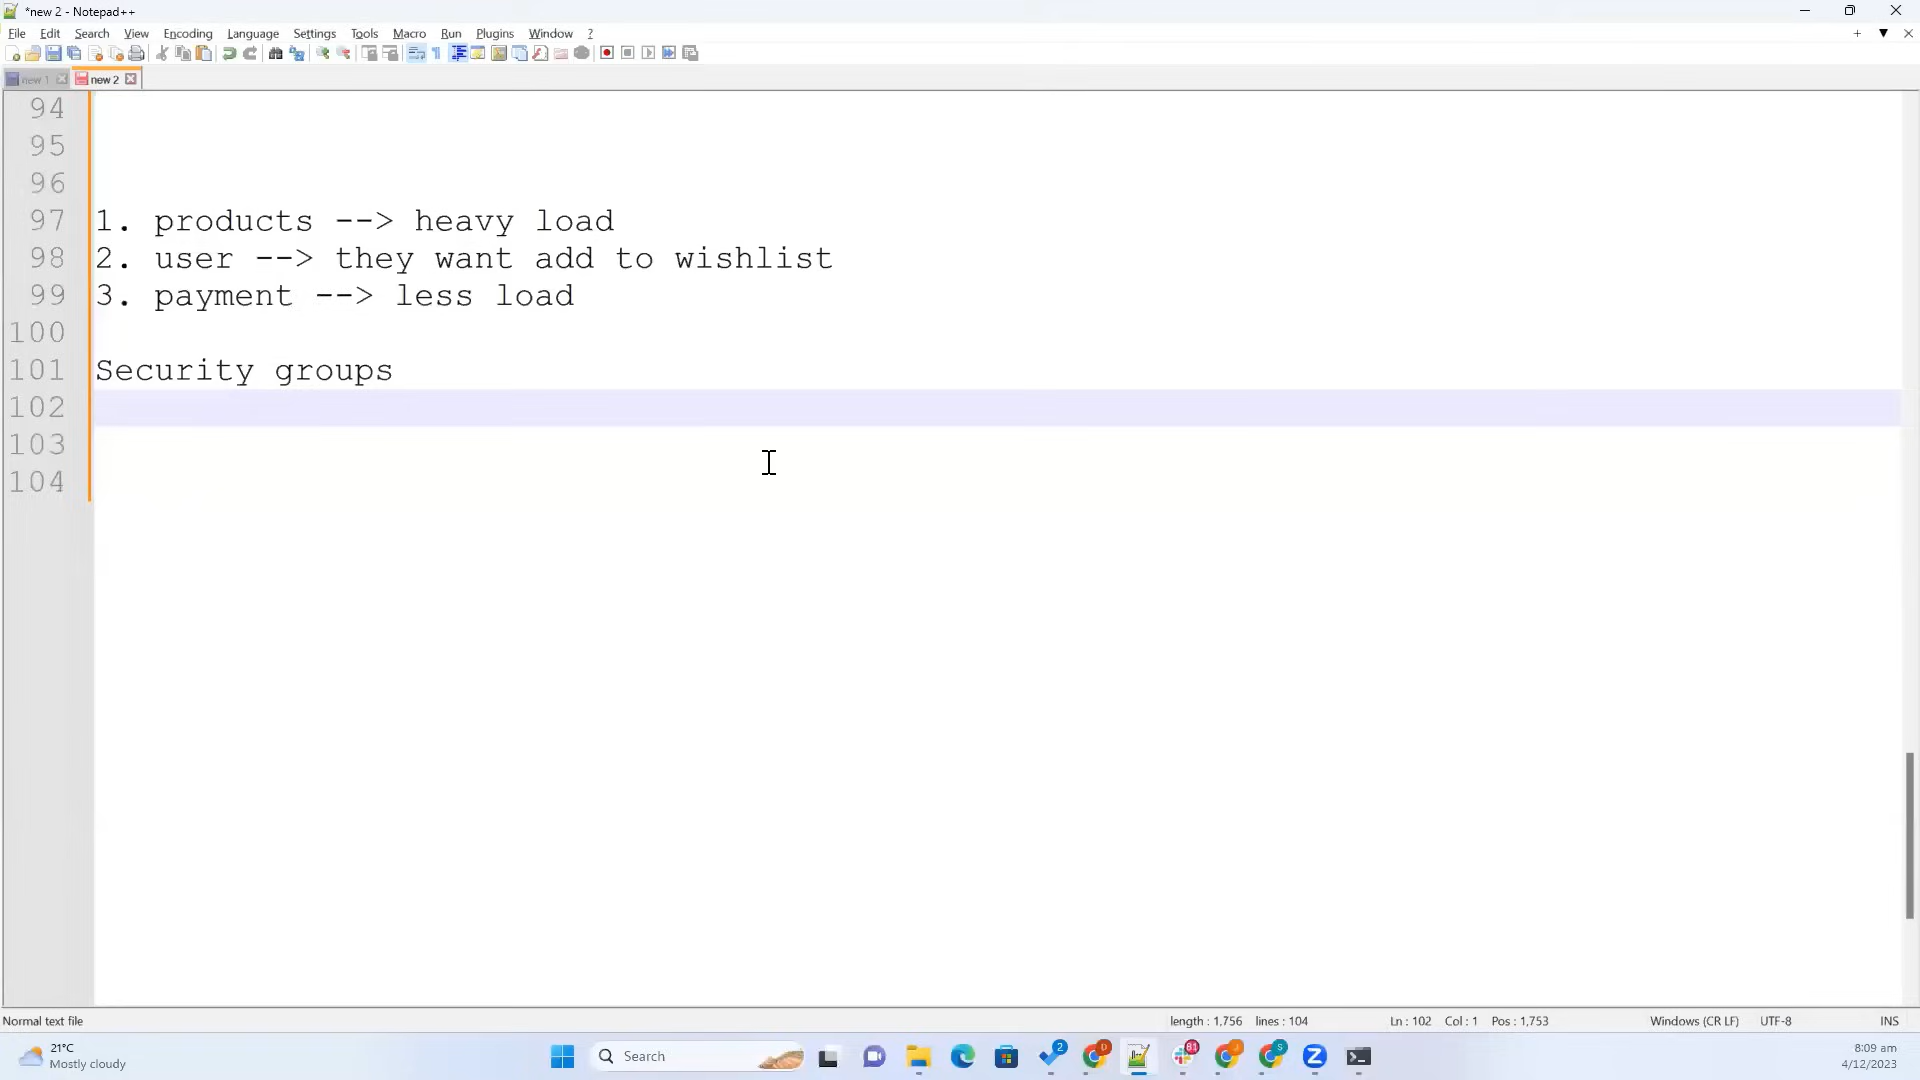 *new 2 - Notepad++
File Edit Search View Encoding Language Settings Tools Macro Run Plugins Window ?
new 1 new 2
94
95
96
97 1. products --> heavy load
98 2. user --> they want add to wishlist
99 3. payment --> less load
100
101 Security groups
102
103
104
Normal text file length : 1,756 lines : 104 Ln : 102 Col : 1 Pos : 1,753 Windows (CR LF) UTF-8 INS
21°C
Mostly cloudy
Search
2
D
81
J
S
8:09 am
4/12/2023